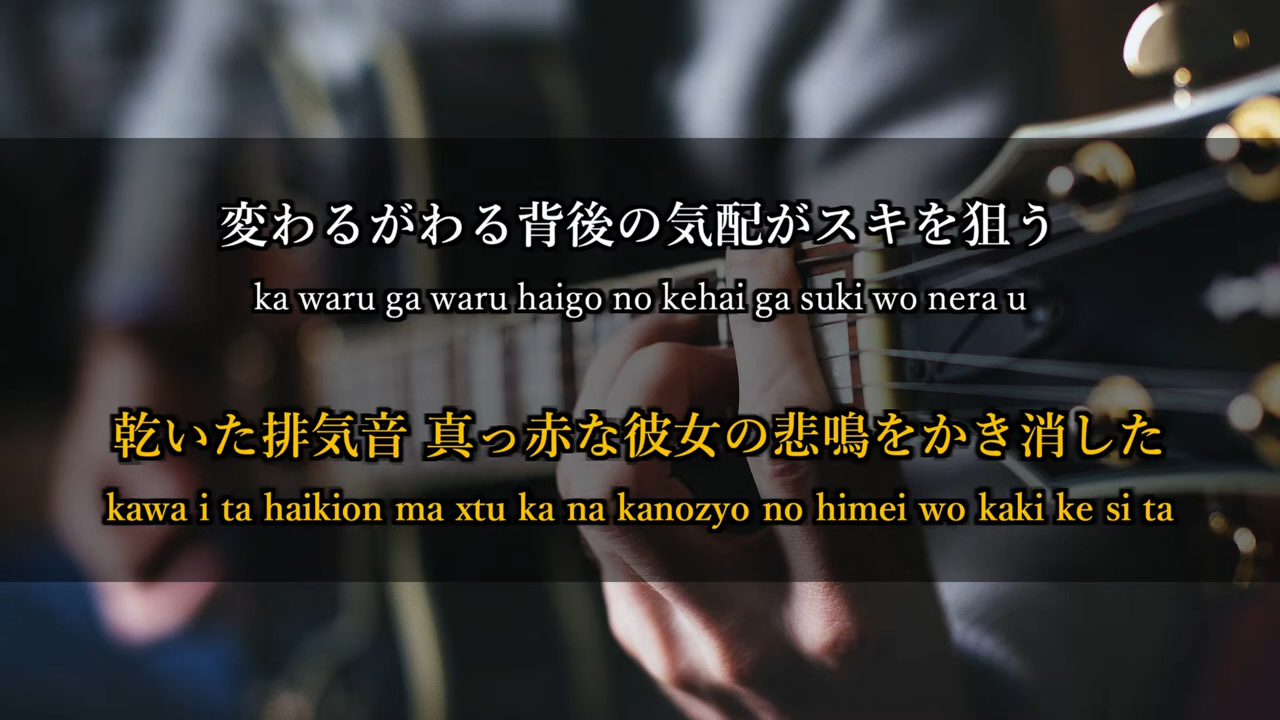 変わるがわる背後の気配がスキを狙う
ka waru ga waru haigo no kehai ga suki wo nera u
乾いた排気音 真っ赤な彼女の悲鳴をかき消した
kawa i ta haikion ma xtu ka na kanozyo no himei wo kaki ke si ta